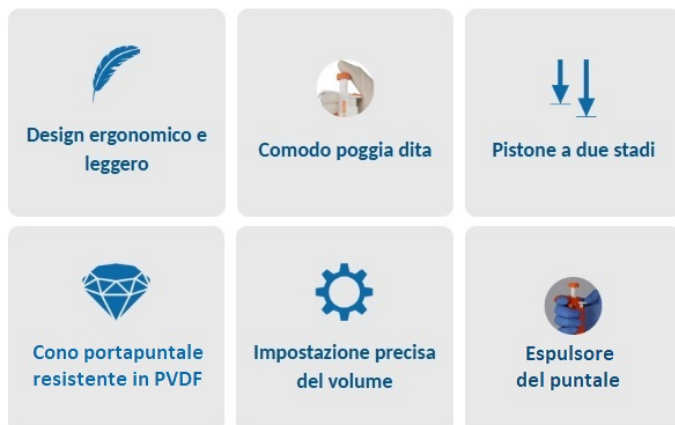 Design ergonomico e
leggero
Comodo poggia dita
Pistone a due stadi
Cono portapuntale
resistente in PVDF
Impostazione precisa
del volume
Espulsore
del puntale